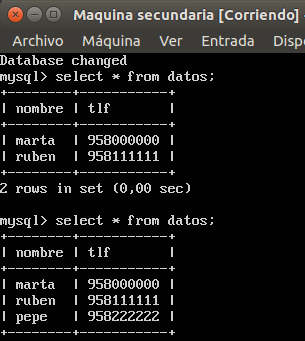 Maquina secundaria [Corriendo] -
Archivo Máquina Ver Entrada Dispo
Database changed
mysql> select * from datos;
+--------+-----------+
| nombre | tlf       |
+--------+-----------+
| marta  | 958000000 |
| ruben  | 958111111 |
+--------+-----------+
2 rows in set (0,00 sec)
mysql> select * from datos;
+--------+-----------+
| nombre | tlf       |
+--------+-----------+
| marta  | 958000000 |
| ruben  | 958111111 |
| pepe   | 958222222 |
+--------+-----------+